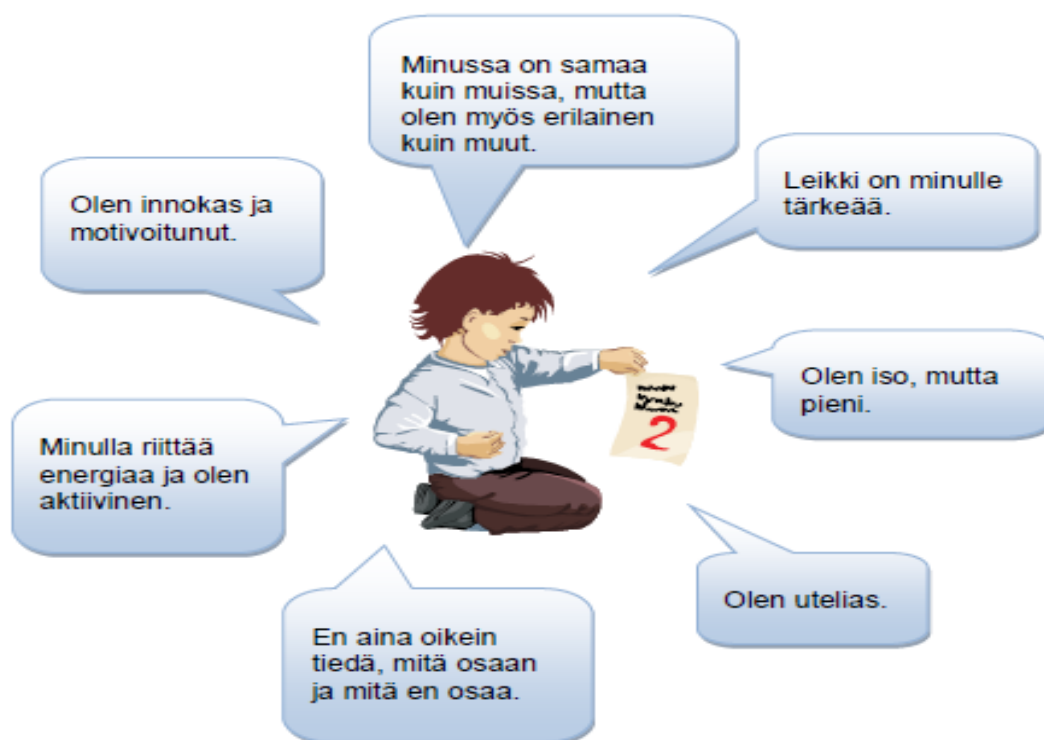 Minussa on samaa
kuin muissa, mutta
olen myös erilainen
kuin muut.
Leikki on minulle
tärkeää.
Olen innokas ja
motivoitunut.
Olen iso, mutta
pieni.
Minulla riittää
energiaa ja olen
aktiivinen.
Olen utelias.
En aina oikein
tiedä, mitä osaan
ja mitä en osaa.
2